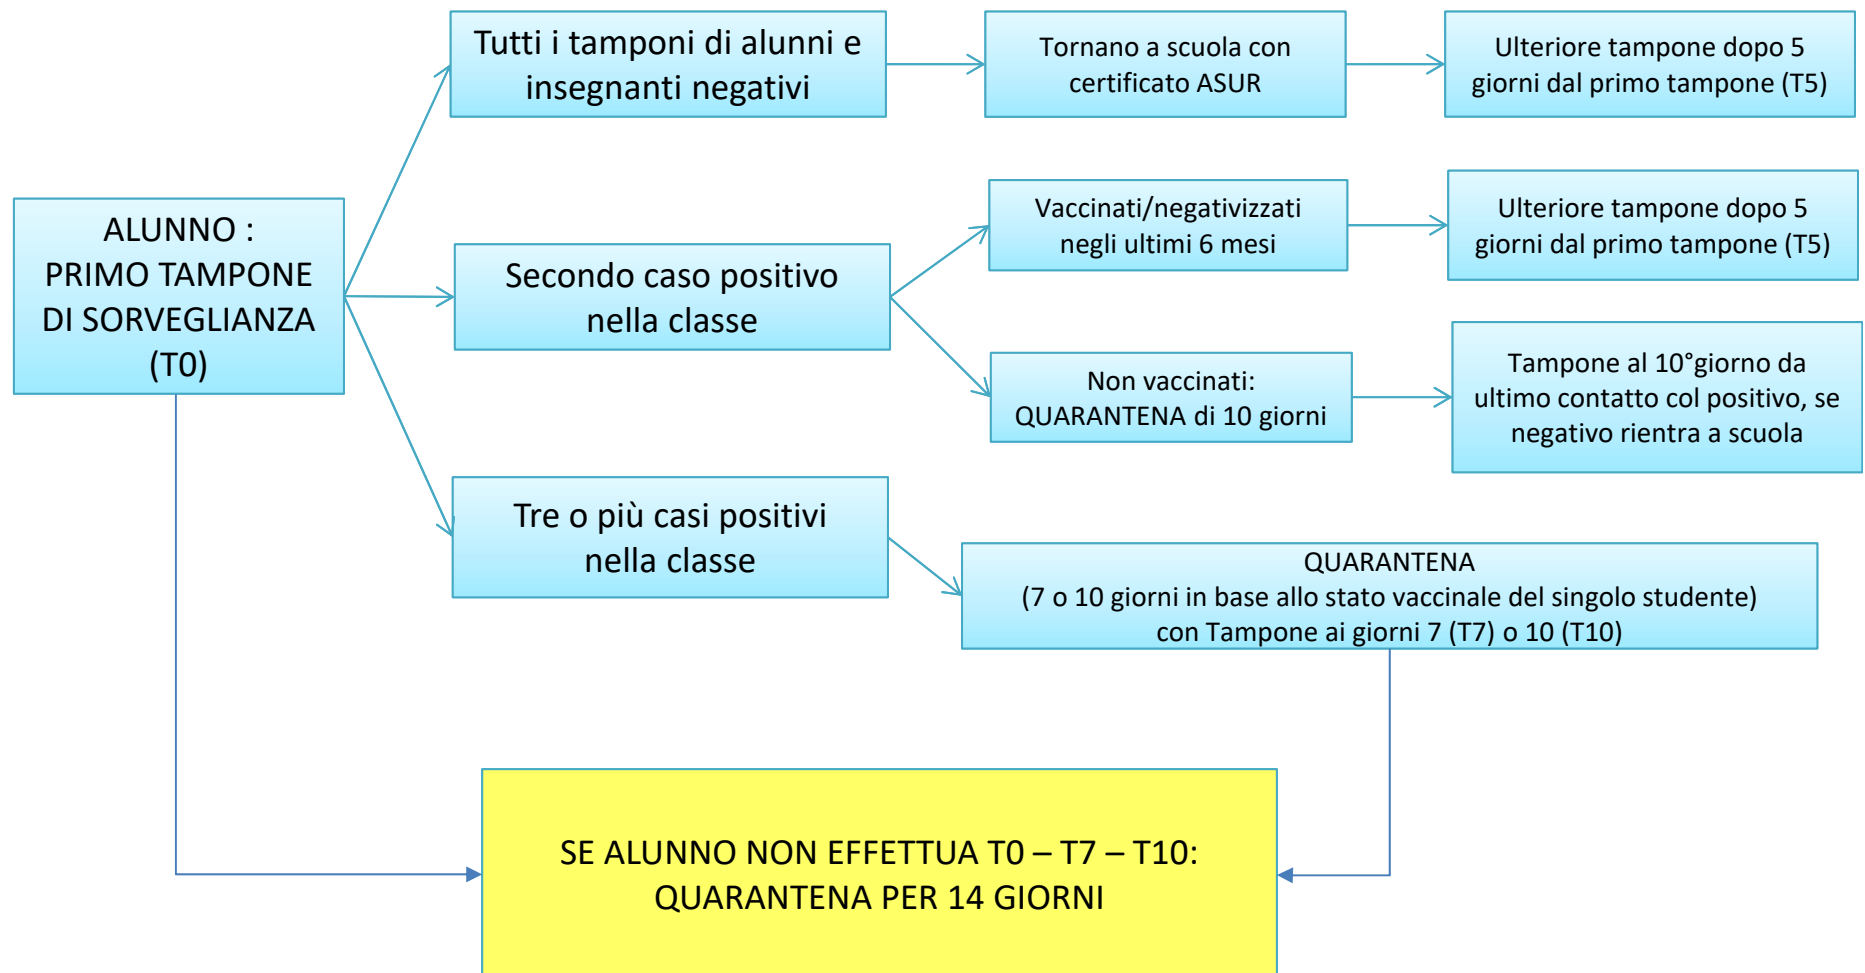 Tutti i tamponi di alunni e
insegnanti negativi
Tornano a scuola con
certificato ASUR
Ulteriore tampone dopo 5
giorni dal primo tampone (T5)
ALUNNO :
PRIMO TAMPONE
DI SORVEGLIANZA
(T0)
Secondo caso positivo
nella classe
Vaccinati/negativizzati
negli ultimi 6 mesi
Ulteriore tampone dopo 5
giorni dal primo tampone (T5)
Non vaccinati:
QUARANTENA di 10 giorni
Tampone al 10°giorno da
ultimo contatto col positivo, se
negativo rientra a scuola
Tre o più casi positivi
nella classe
QUARANTENA
(7 o 10 giorni in base allo stato vaccinale del singolo studente)
con Tampone ai giorni 7 (T7) o 10 (T10)
SE ALUNNO NON EFFETTUA T0 – T7 – T10:
QUARANTENA PER 14 GIORNI